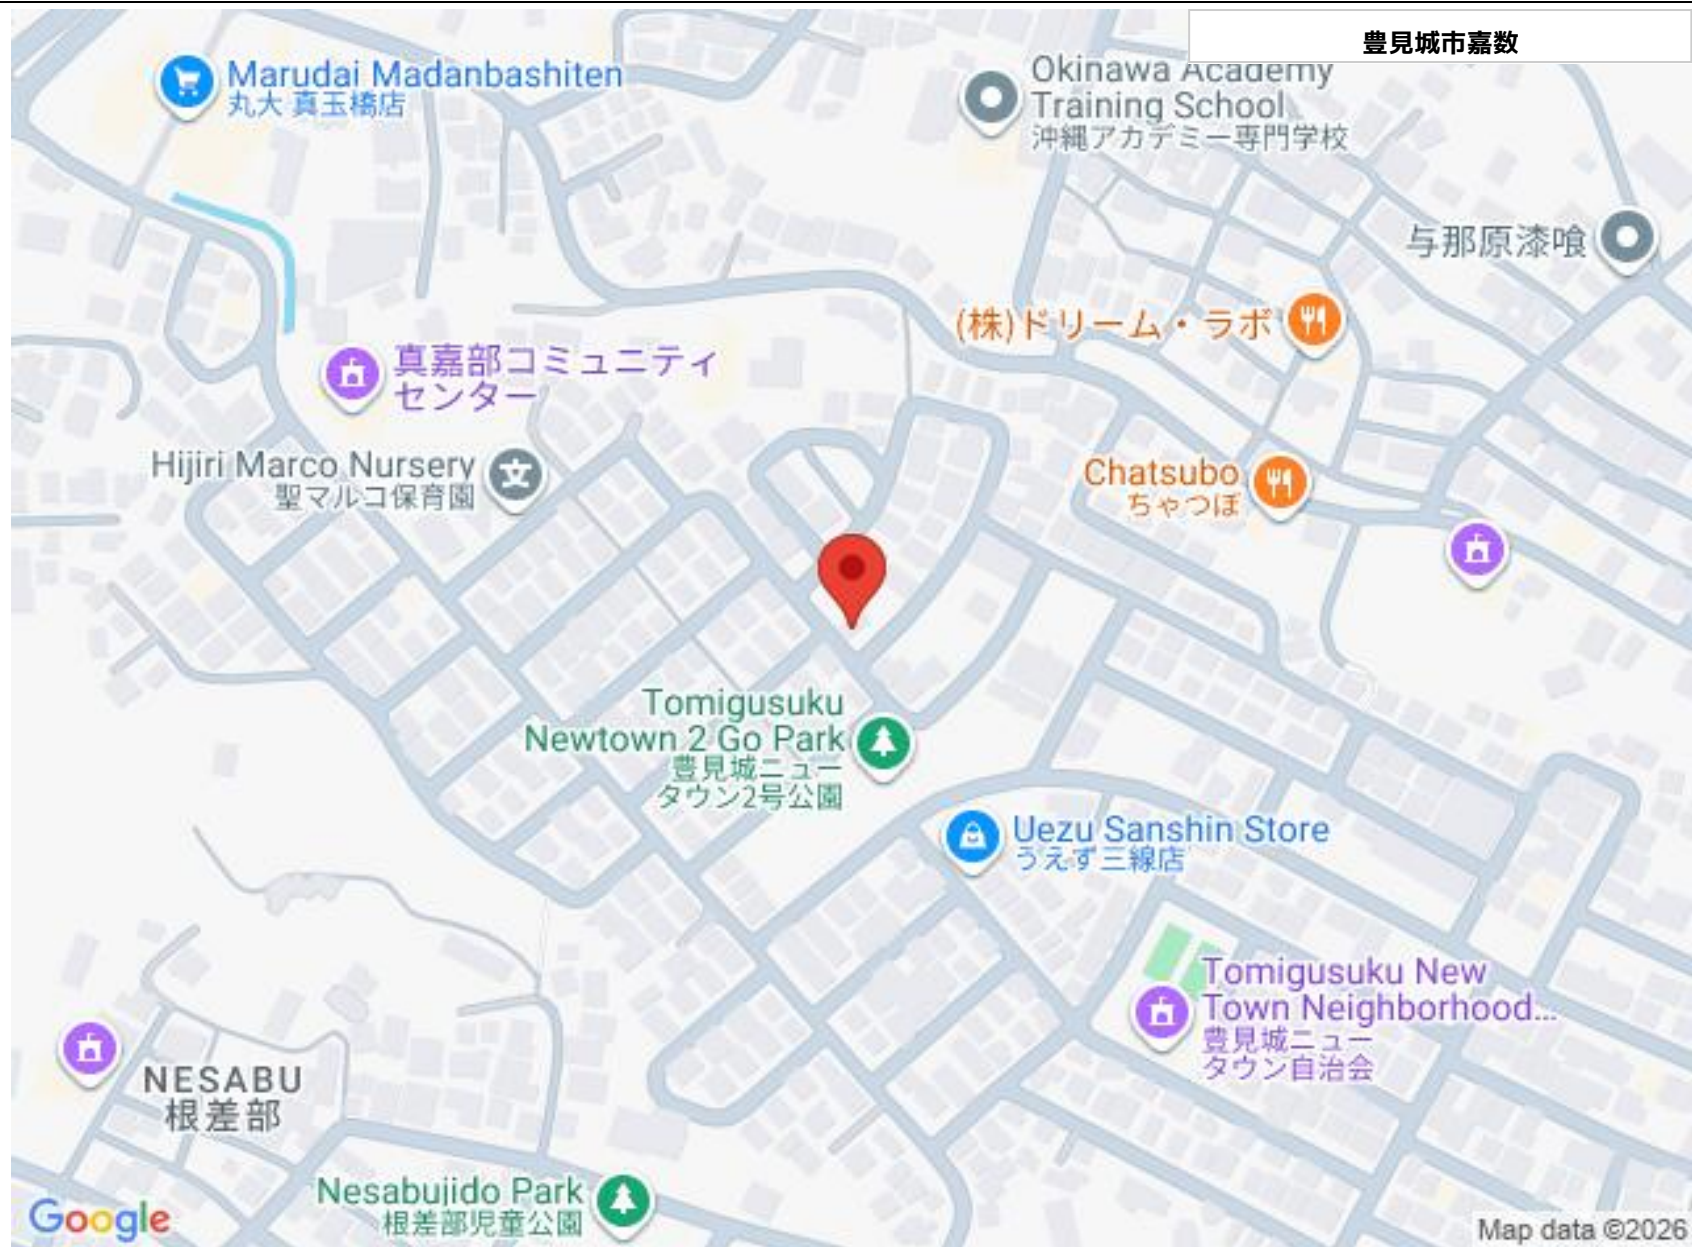 豊見城市嘉数
Marudai Madanbashiten
丸大 真玉橋店
Okinawa Academy
Training School
沖縄アカデミー専門学校
与那原漆喰
(株)ドリーム・ラボ
真嘉部コミュニティ
センター
Hijiri Marco Nursery
聖マルコ保育園
Chatsubo
ちゃつぼ
Tomigusuku
Newtown 2 Go Park
豊見城ニュー
タウン2号公園
Uezu Sanshin Store
うえず三線店
Tomigusuku New
Town Neighborhood...
豊見城ニュー
タウン自治会
NESABU
根差部
Nesabujido Park
根差部児童公園
Google
Map data ©2026